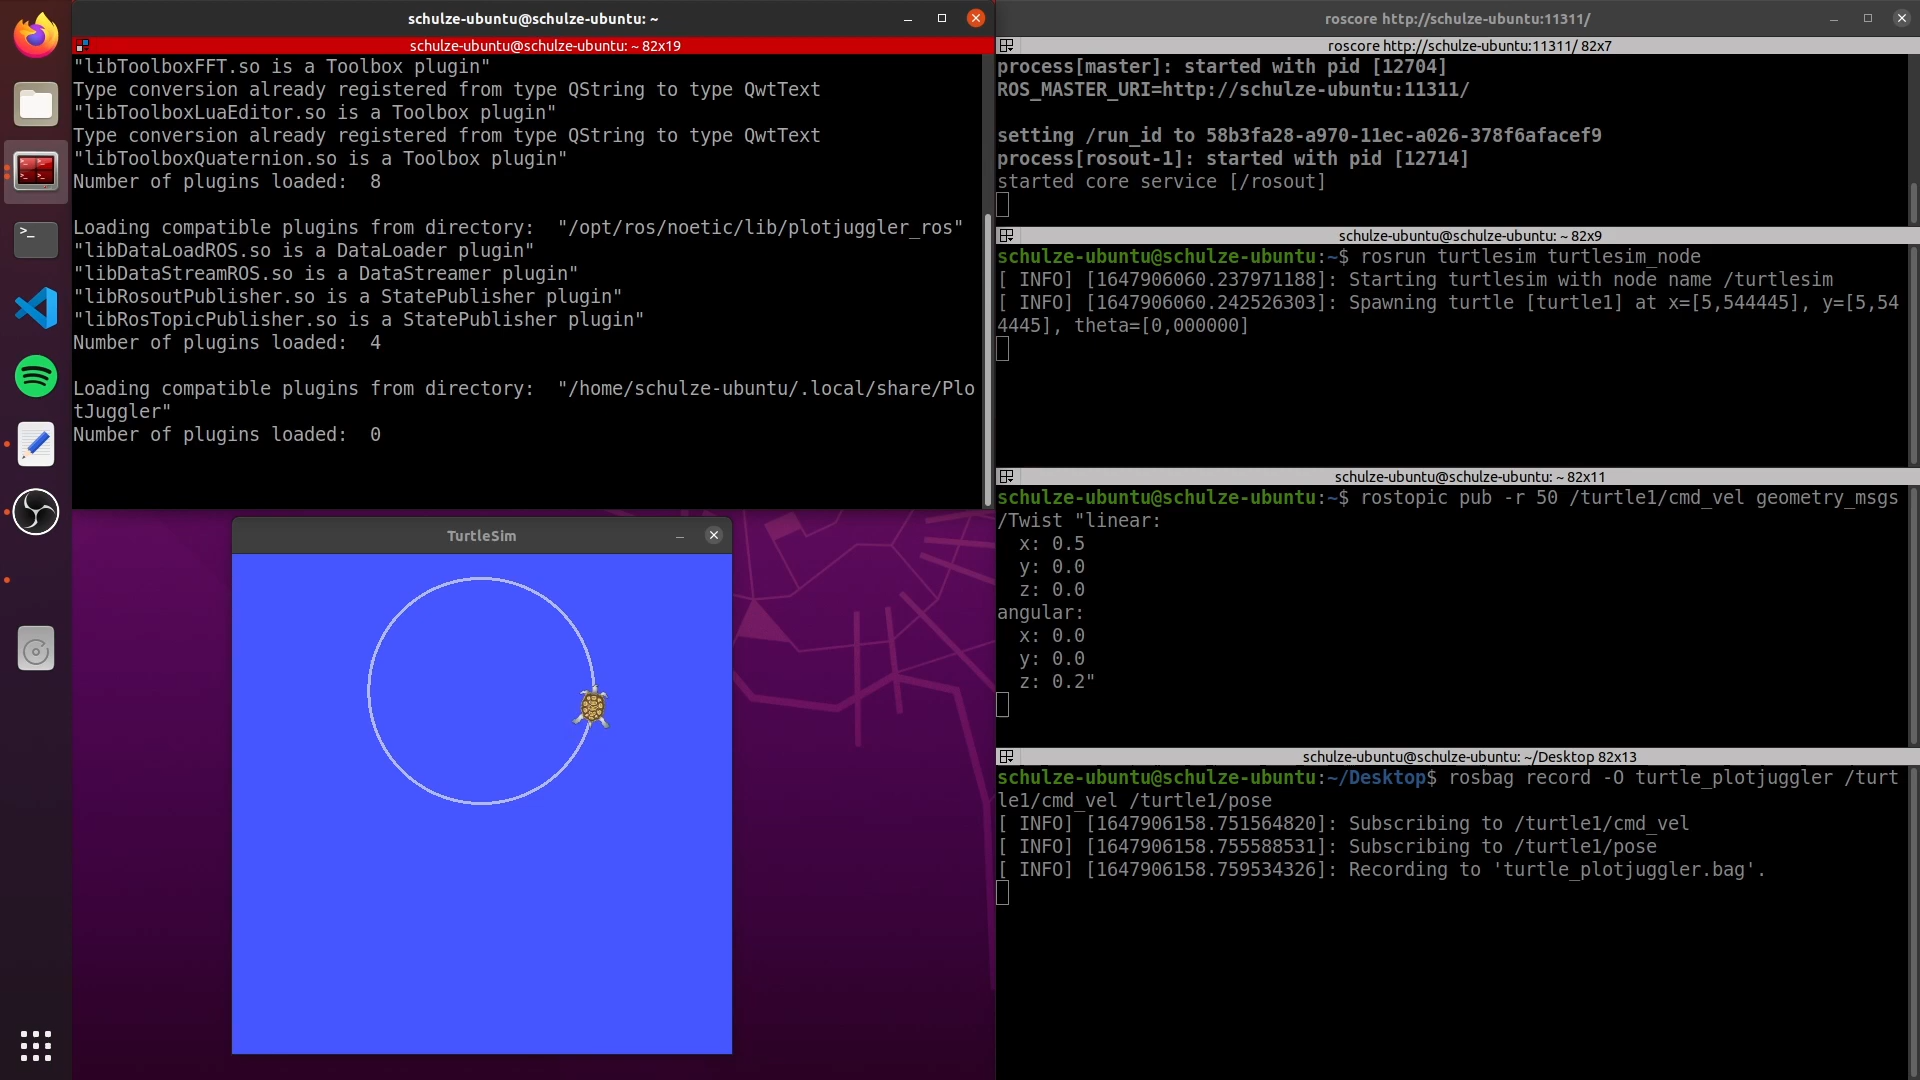 schulze-ubuntu@schulze-ubuntu: ~
schulze-ubuntu@schulze-ubuntu: ~ 82x19
"libToolboxFFT.so is a Toolbox plugin"
Type conversion already registered from type QString to type QwtText
"libToolboxLuaEditor.so is a Toolbox plugin"
Type conversion already registered from type QString to type QwtText
"libToolboxQuaternion.so is a Toolbox plugin"
Number of plugins loaded:  8
Loading compatible plugins from directory:  "/opt/ros/noetic/lib/plotjuggler_ros"
"libDataLoadROS.so is a DataLoader plugin"
"libDataStreamROS.so is a DataStreamer plugin"
"libRosoutPublisher.so is a StatePublisher plugin"
"libRosTopicPublisher.so is a StatePublisher plugin"
Number of plugins loaded:  4
Loading compatible plugins from directory:  "/home/schulze-ubuntu/.local/share/Plo
tJuggler"
Number of plugins loaded:  0
TurtleSim
roscore http://schulze-ubuntu:11311/
roscore http://schulze-ubuntu:11311/ 82x7
process[master]: started with pid [12704]
ROS_MASTER_URI=http://schulze-ubuntu:11311/
setting /run_id to 58b3fa28-a970-11ec-a026-378f6afacef9
process[rosout-1]: started with pid [12714]
started core service [/rosout]
schulze-ubuntu@schulze-ubuntu: ~ 82x9
schulze-ubuntu@schulze-ubuntu:~$ rosrun turtlesim turtlesim_node
[ INFO] [1647906060.237971188]: Starting turtlesim with node name /turtlesim
[ INFO] [1647906060.242526303]: Spawning turtle [turtle1] at x=[5,544445], y=[5,54
4445], theta=[0,000000]
schulze-ubuntu@schulze-ubuntu: ~ 82x11
schulze-ubuntu@schulze-ubuntu:~$ rostopic pub -r 50 /turtle1/cmd_vel geometry_msgs
/Twist "linear:
  x: 0.5
  y: 0.0
  z: 0.0
angular:
  x: 0.0
  y: 0.0
  z: 0.2"
schulze-ubuntu@schulze-ubuntu: ~/Desktop 82x13
schulze-ubuntu@schulze-ubuntu:~/Desktop$ rosbag record -O turtle_plotjuggler /turt
le1/cmd_vel /turtle1/pose
[ INFO] [1647906158.751564820]: Subscribing to /turtle1/cmd_vel
[ INFO] [1647906158.755588531]: Subscribing to /turtle1/pose
[ INFO] [1647906158.759534326]: Recording to 'turtle_plotjuggler.bag'.